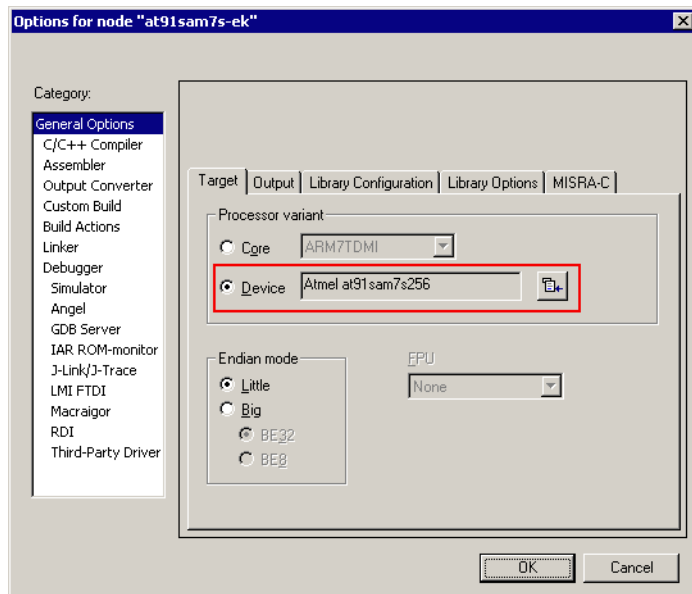 Options for node "at91sam7s-ek"
Category:
General Options
C/C++ Compiler
Assembler
Output Converter
Custom Build
Build Actions
Linker
Debugger
Simulator
Angel
GDB Server
IAR ROM-monitor
J-Link/J-Trace
LMI FTDI
Macraigor
RDI
Third-Party Driver
Target Output Library Configuration Library Options MISRA-C
Processor variant
Core ARM7TDMI
Device Atmel at91sam7s256
Endian mode
Little
Big
BE32
BE8
FPU
None
OK Cancel